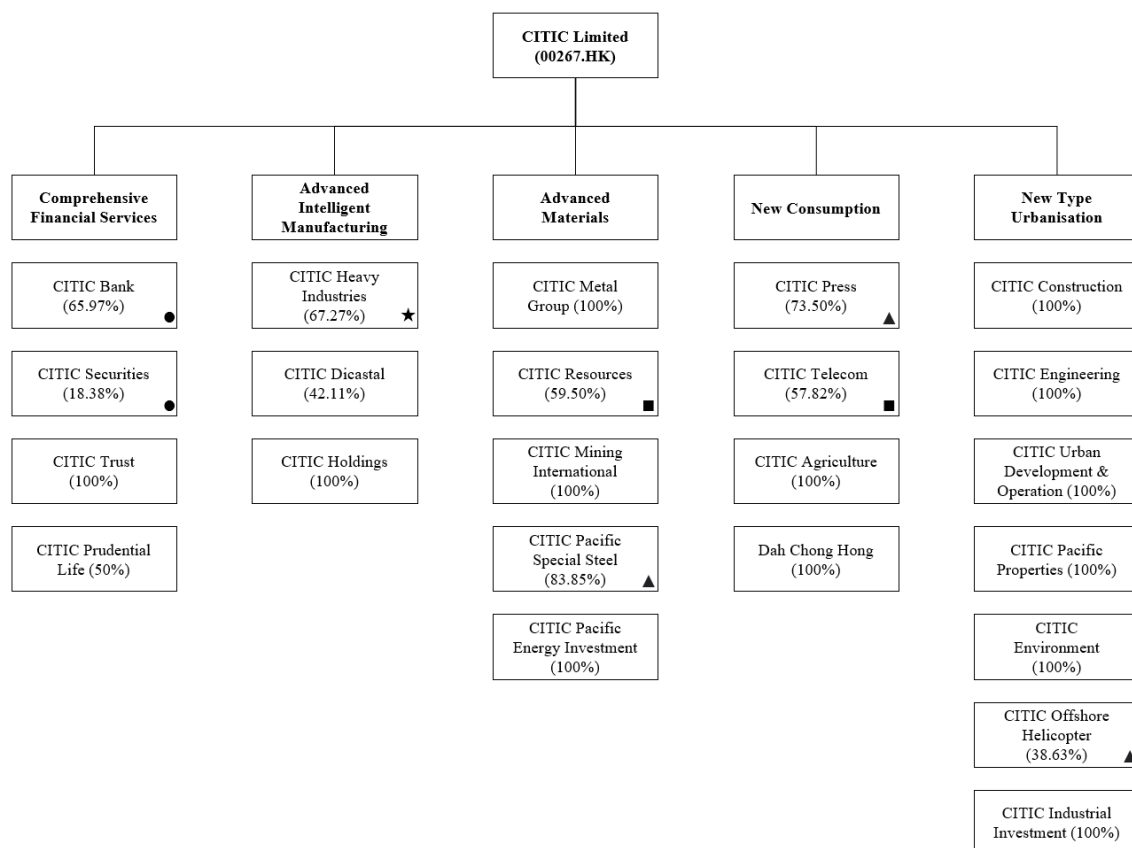 CITIC Limited
(00267.HK)
Comprehensive
Financial Services
Advanced
Intelligent
Manufacturing
Advanced
Materials
New Consumption
New Type
Urbanisation
CITIC Bank
(65.97%)
CITIC Securities
(18.38%)
CITIC Trust
(100%)
CITIC Prudential
Life (50%)
CITIC Heavy
Industries
(67.27%)
CITIC Dicastal
(42.11%)
CITIC Holdings
(100%)
CITIC Metal
Group (100%)
CITIC Resources
(59.50%)
CITIC Mining
International
(100%)
CITIC Pacific
Special Steel
(83.85%)
CITIC Pacific
Energy Investment
(100%)
CITIC Press
(73.50%)
CITIC Telecom
(57.82%)
CITIC Agriculture
(100%)
Dah Chong Hong
(100%)
CITIC Construction
(100%)
CITIC Engineering
(100%)
CITIC Urban
Development &
Operation (100%)
CITIC Pacific
Properties (100%)
CITIC
Environment
(100%)
CITIC Offshore
Helicopter
(38.63%)
CITIC Industrial
Investment (100%)